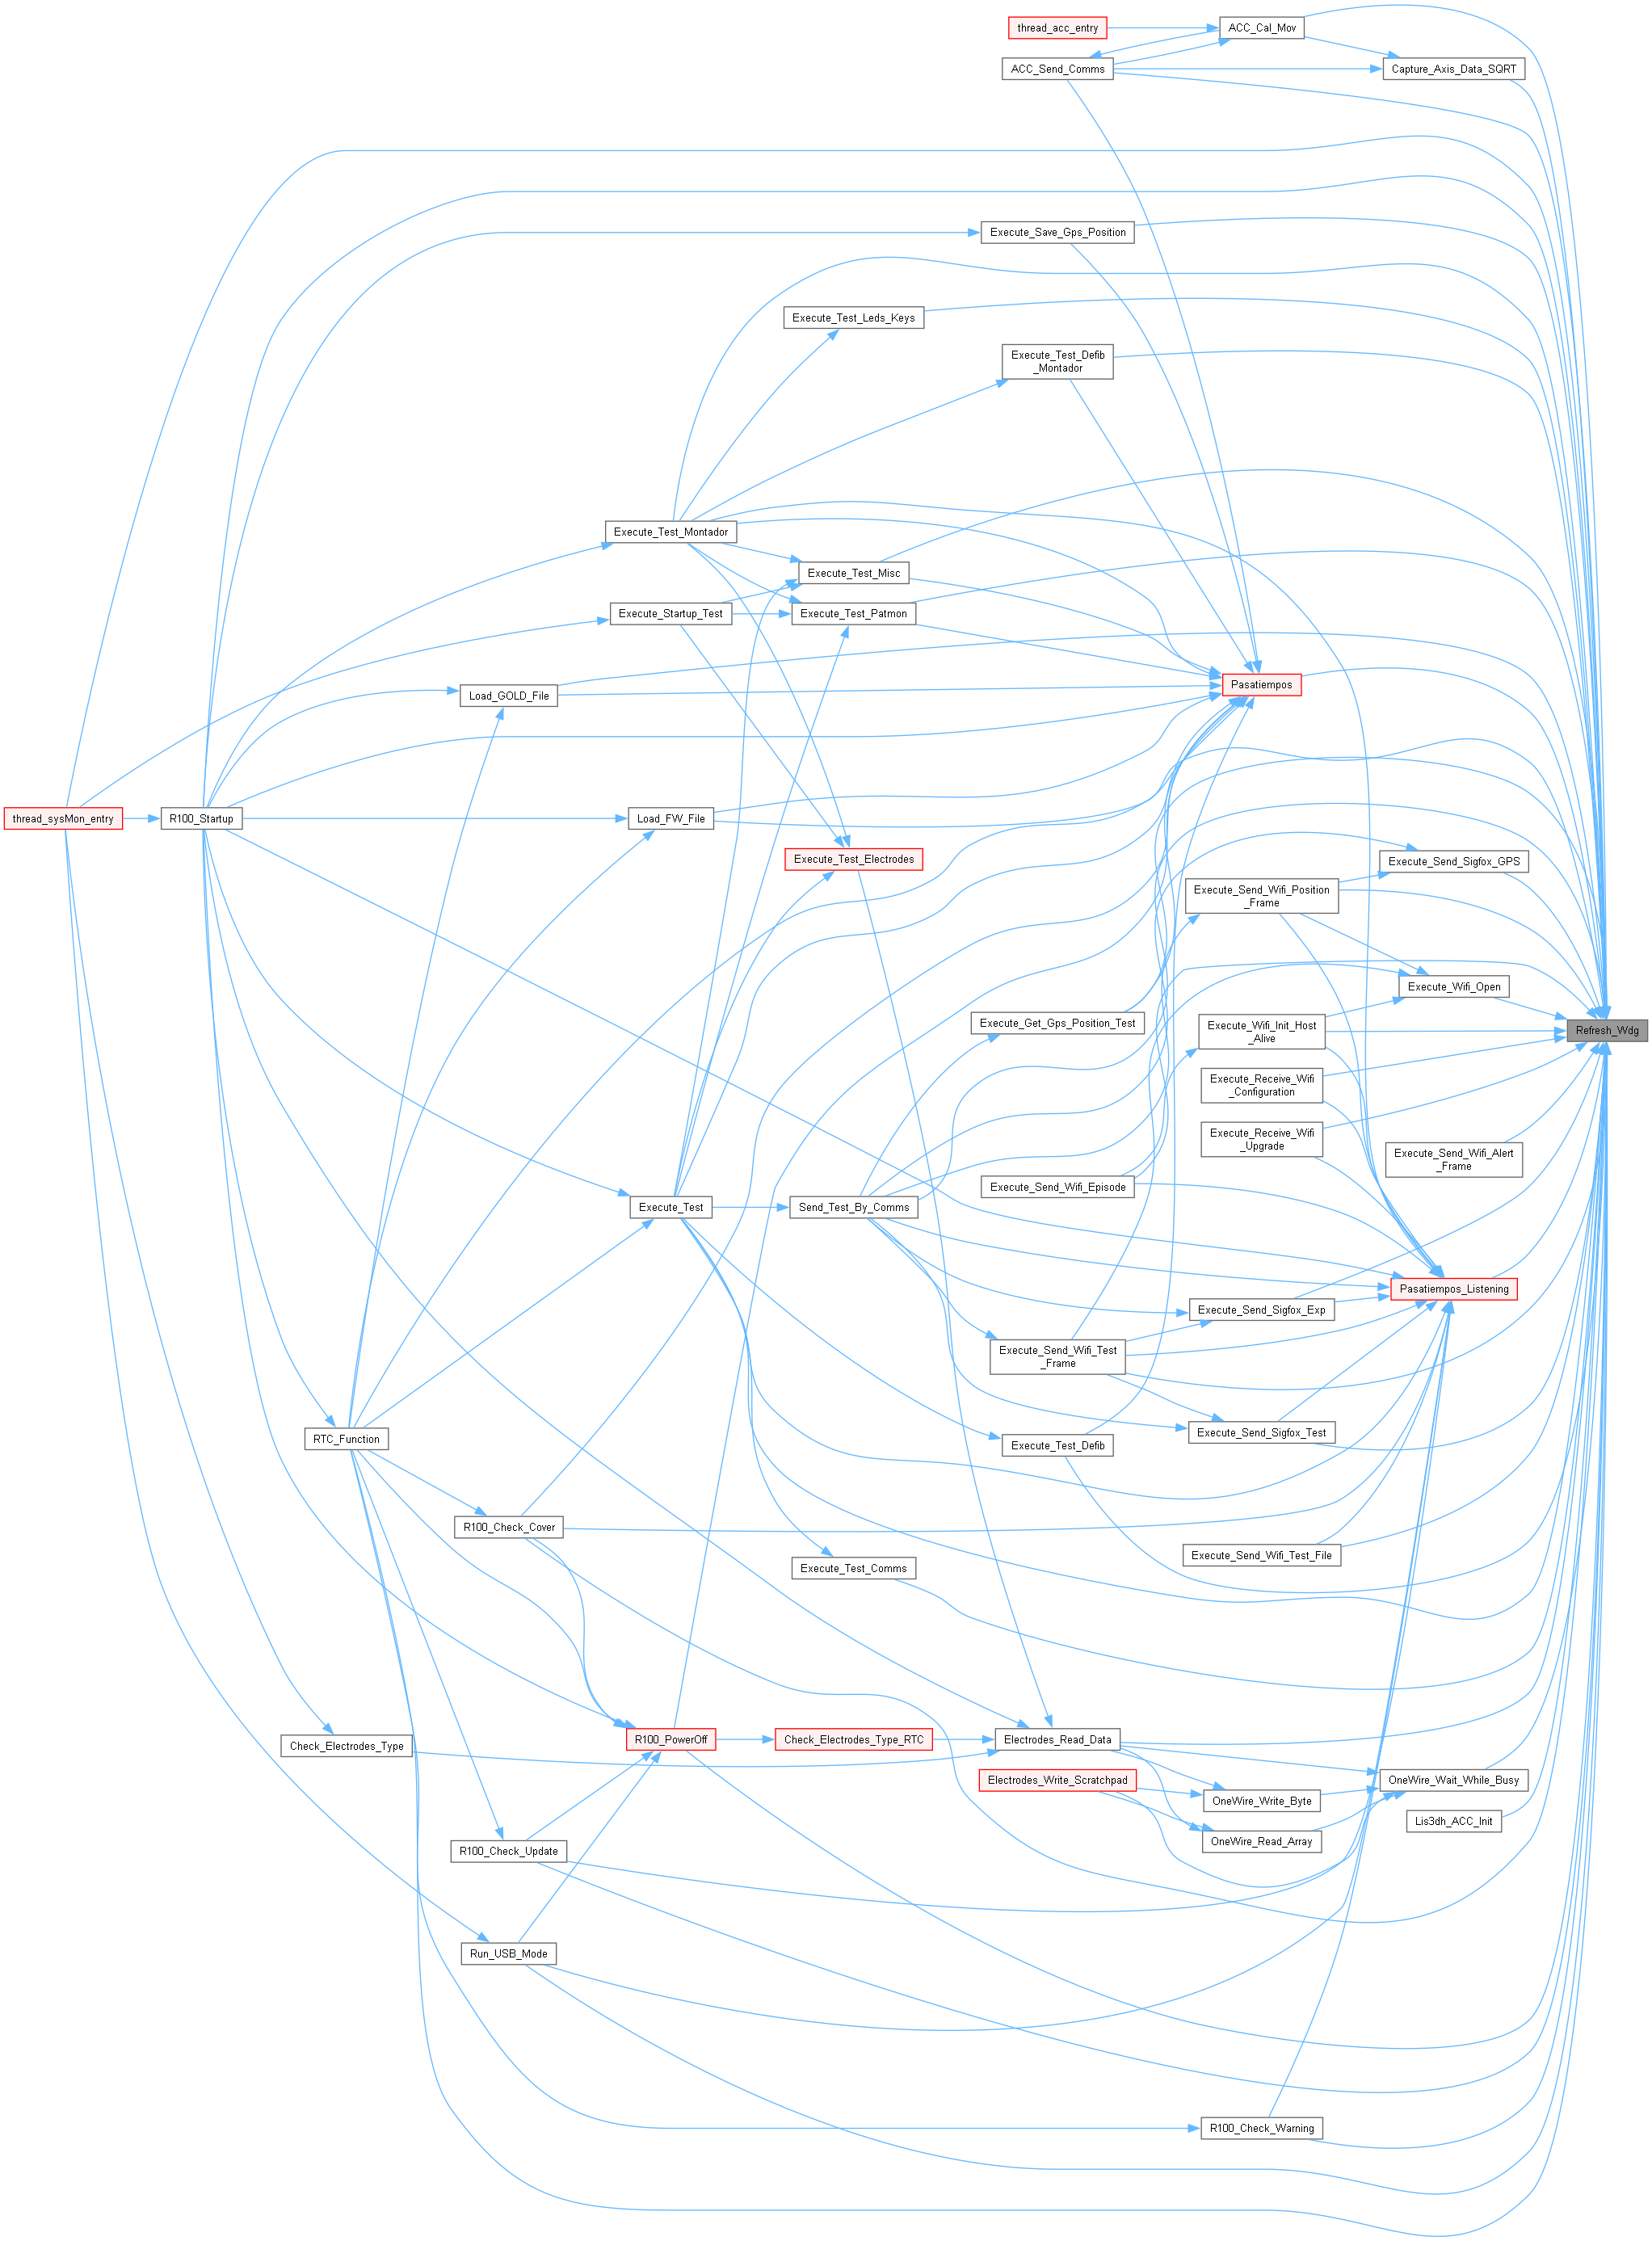 thread_acc_entry
ACC_Cal_Mov
ACC_Send_Comms
Capture_Axis_Data_SQRT
Execute_Save_Gps_Position
Execute_Test_Leds_Keys
Execute_Test_Defib
_Montador
Execute_Test_Montador
Execute_Test_Misc
Execute_Startup_Test
Execute_Test_Patmon
Pasatiempos
Load_GOLD_File
thread_sysMon_entry
R100_Startup
Load_FW_File
Execute_Test_Electrodes
Execute_Send_Sigfox_GPS
Execute_Send_Wifi_Position
_Frame
Execute_Wifi_Open
Execute_Get_Gps_Position_Test
Execute_Wifi_Init_Host
_Alive
Refresh_Wdg
Execute_Receive_Wifi
_Configuration
Execute_Receive_Wifi
_Upgrade
Execute_Send_Wifi_Alert
_Frame
Execute_Send_Wifi_Episode
Execute_Test
Send_Test_By_Comms
Pasatiempos_Listening
Execute_Send_Sigfox_Exp
Execute_Send_Wifi_Test
_Frame
RTC_Function
Execute_Test_Defib
Execute_Send_Sigfox_Test
R100_Check_Cover
Execute_Test_Comms
Execute_Send_Wifi_Test_File
Check_Electrodes_Type
R100_PowerOff
Check_Electrodes_Type_RTC
Electrodes_Read_Data
Electrodes_Write_Scratchpad
OneWire_Wait_While_Busy
OneWire_Write_Byte
Lis3dh_ACC_Init
R100_Check_Update
OneWire_Read_Array
Run_USB_Mode
R100_Check_Warning